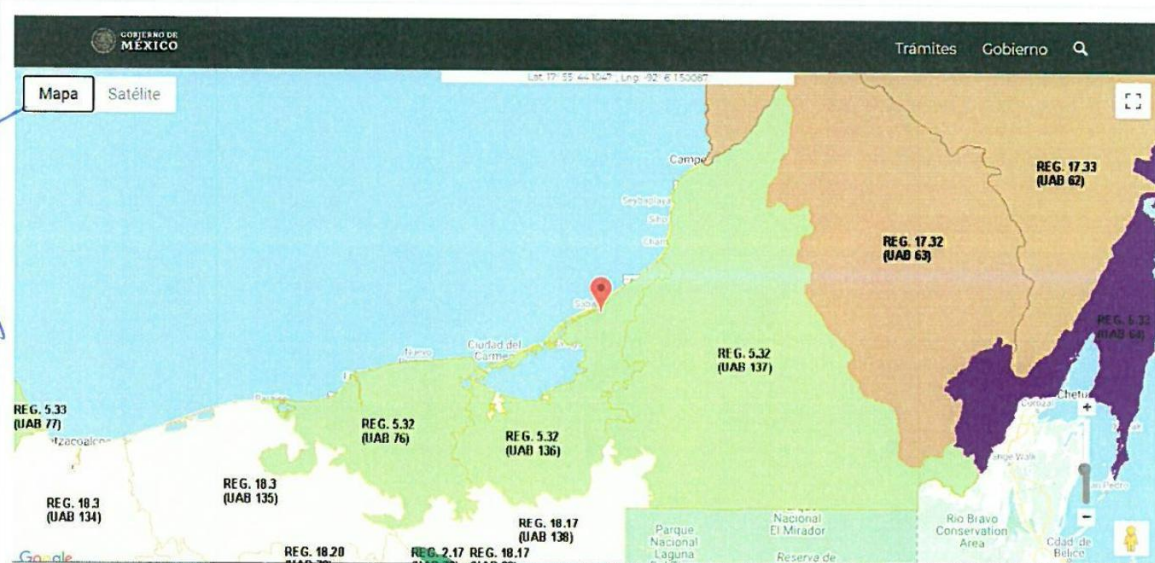 GOBIERNO DE
MÉXICO
Trámites Gobierno
Mapa Satélite
REG. 17.33
(UAB 62)
Seybaplaya
REG. 17.32
(UAB 63)
REG. 5.32
(UAB 137)
Ciudad del
Carmen
Nuevo
REG. 5.33
(UAB 77)
REG. 5.32
(UAB 76)
REG. 5.32
(UAB 136)
Chetu
+
REG. 18.3
(UAB 135)
REG. 18.3
(UAB 134)
REG. 18.17
(UAB 138)
-
Parque
Nacional
Laguna
Nacional
El Mirador
Reserva de
Rio Bravo
Conservation
Area
Cdad. de
Belice
Google
REG. 18.20
REG. 2.17 REG. 18.17